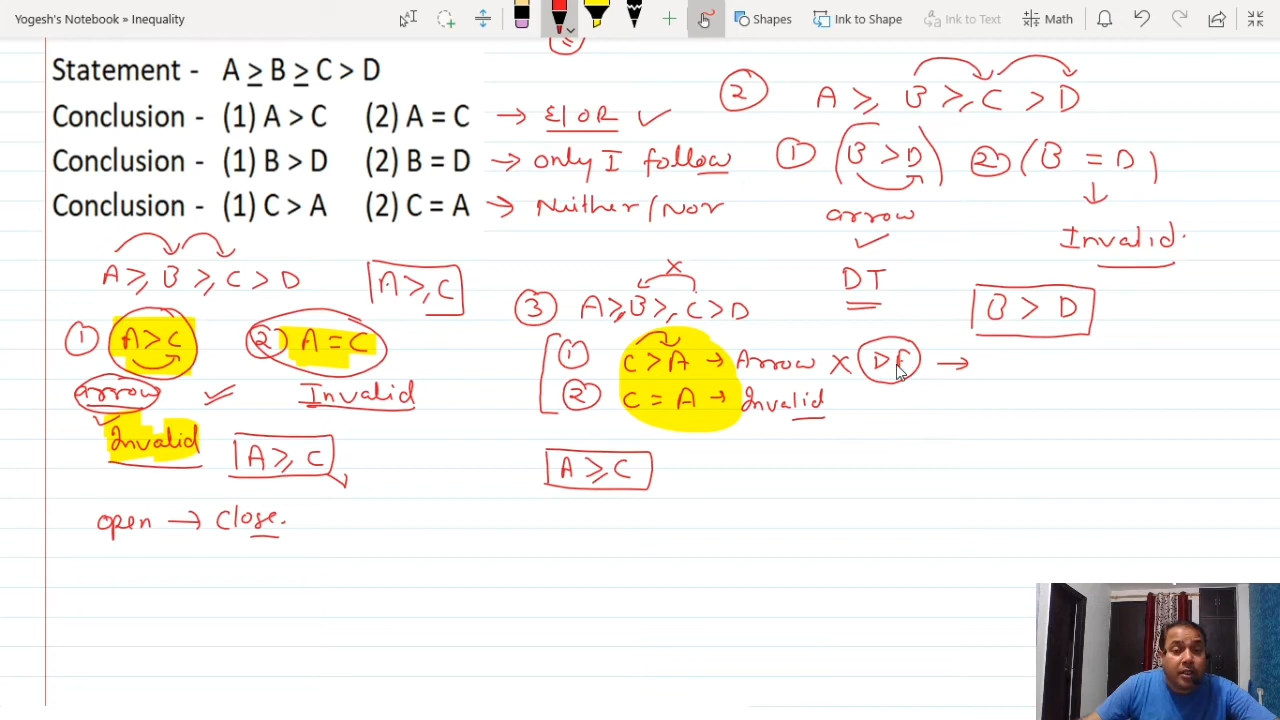 Yogesh's Notebook » Inequality
Shapes Ink to Shape Ink to Text Math
Statement - A ≥ B ≥ C > D
Conclusion - (1) A > C (2) A = C → E/OR ✓
Conclusion - (1) B > D (2) B = D → only I follow
Conclusion - (1) C > A (2) C = A → Neither/Nor
A ≥ B ≥ C > D
A ≥ C
① A > C ② A = C
arrow ✓ Invalid
Invalid
A ≥ C
open → Close.
② A ≥ B ≥ C > D
① (B > D) ② (B = D)
arrow ✓
DT
Invalid.
B > D
x
③ A ≥ B ≥ C > D
① C > A → Arrow X DF →
② C = A → Invalid
A ≥ C